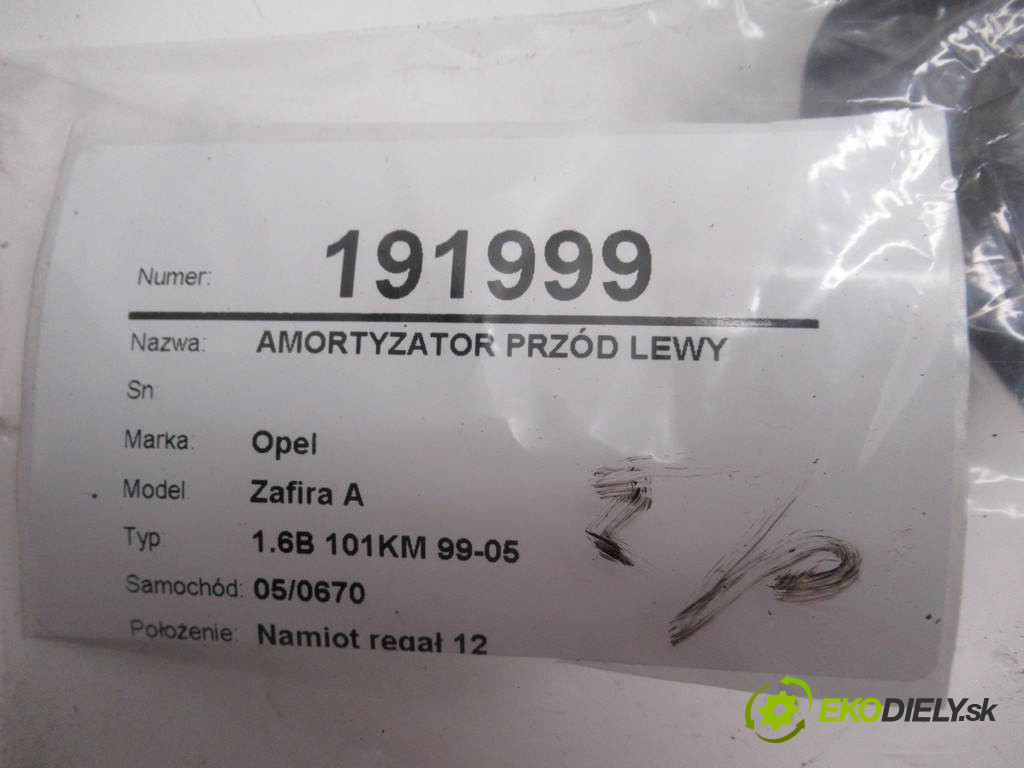 Numer: 191999
Nazwa: AMORTYZATOR PRZÓD LEWY
Sn:
Marka: Opel
Model: Zafira A
Typ: 1.6B 101KM 99-05
Samochód: 05/0670
Położenie: Namiot regał 12
EKODIELY.sk